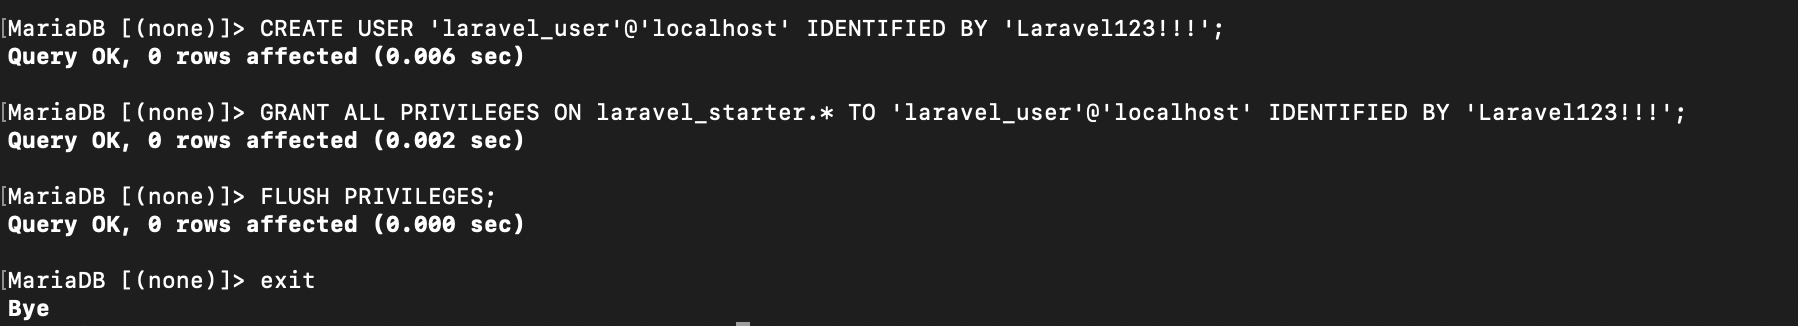 [MariaDB [(none)]> CREATE USER 'laravel_user'@'localhost' IDENTIFIED BY 'Laravel123!!!';
Query OK, 0 rows affected (0.006 sec)
[MariaDB [(none)]> GRANT ALL PRIVILEGES ON laravel_starter.* TO 'laravel_user'@'localhost' IDENTIFIED BY 'Laravel123!!!';
Query OK, 0 rows affected (0.002 sec)
[MariaDB [(none)]> FLUSH PRIVILEGES;
Query OK, 0 rows affected (0.000 sec)
[MariaDB [(none)]> exit
Bye